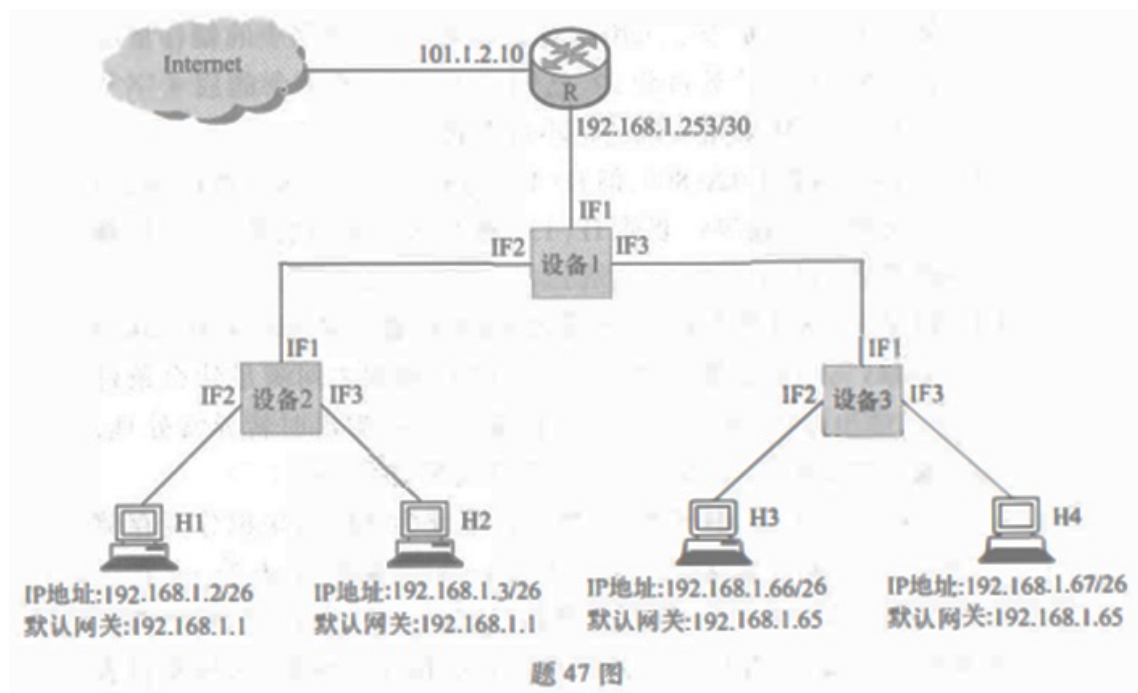 Internet
101.1.2.10
R
192.168.1.253/30
IF1
IF2
设备1
IF3
IF1
IF2
设备2
IF3
IF1
IF2
设备3
IF3
H1
H2
H3
H4
IP地址:192.168.1.2/26
默认网关:192.168.1.1
IP地址:192.168.1.3/26
默认网关:192.168.1.1
IP地址:192.168.1.66/26
默认网关:192.168.1.65
IP地址:192.168.1.67/26
默认网关:192.168.1.65
题 47 图